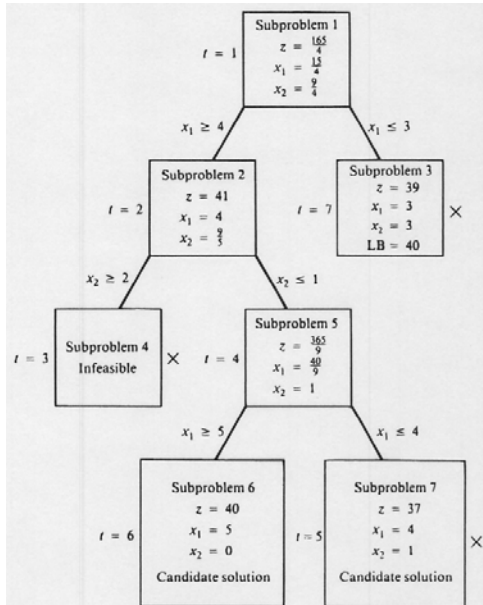 Subproblem 1
t = 1
z = 165/4
x₁ = 15/4
x₂ = 9/4
x₁ ≥ 4
x₁ ≤ 3
Subproblem 2
t = 2
z = 41
x₁ = 4
x₂ = 9/5
Subproblem 3
t = 7
z = 39
x₁ = 3
x₂ = 3
LB = 40
×
x₂ ≥ 2
x₂ ≤ 1
t = 3
Subproblem 4
Infeasible
×
Subproblem 5
t = 4
z = 365/9
x₁ = 40/9
x₂ = 1
x₁ ≥ 5
x₁ ≤ 4
Subproblem 6
z = 40
t = 6
x₁ = 5
x₂ = 0
Candidate solution
Subproblem 7
z = 37
t = 5
x₁ = 4
x₂ = 1
Candidate solution
×